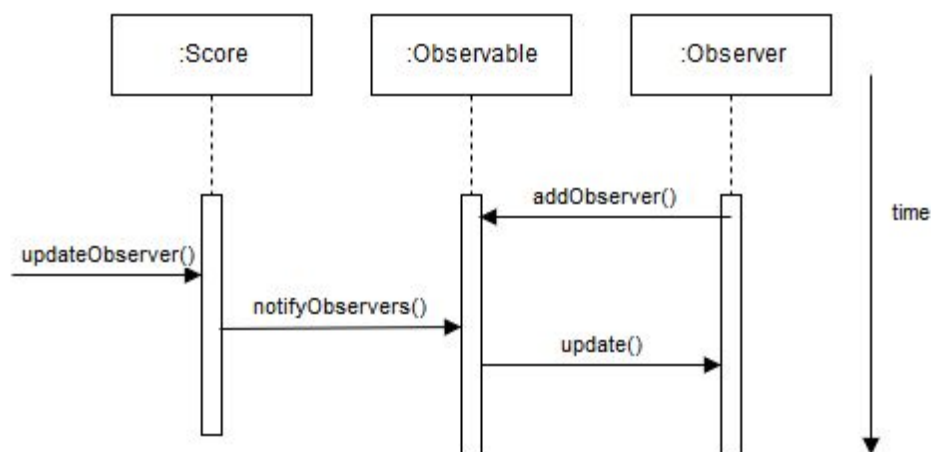 :Score
:Observable
:Observer
addObserver()
time
updateObserver()
notifyObservers()
update()